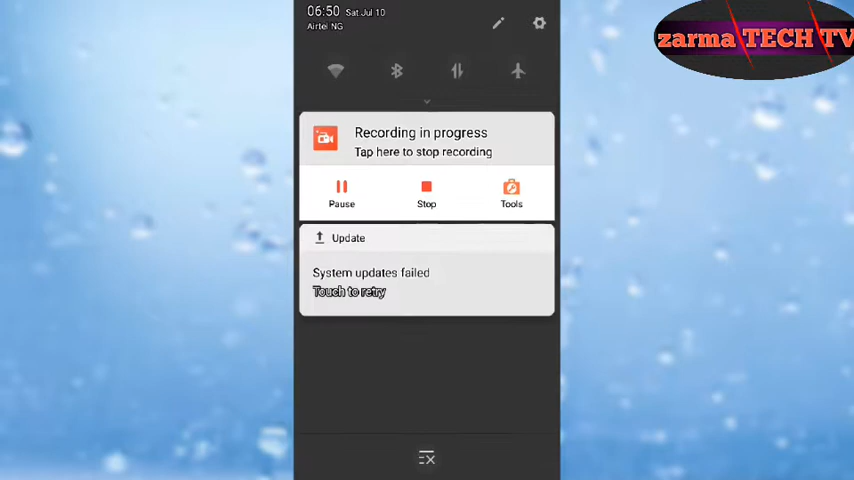 06:50 Sat Jul 10
Airtel NG
zarma TECH TV
Recording in progress
Tap here to stop recording
Pause
Stop
Tools
Update
System updates failed
Touch to retry